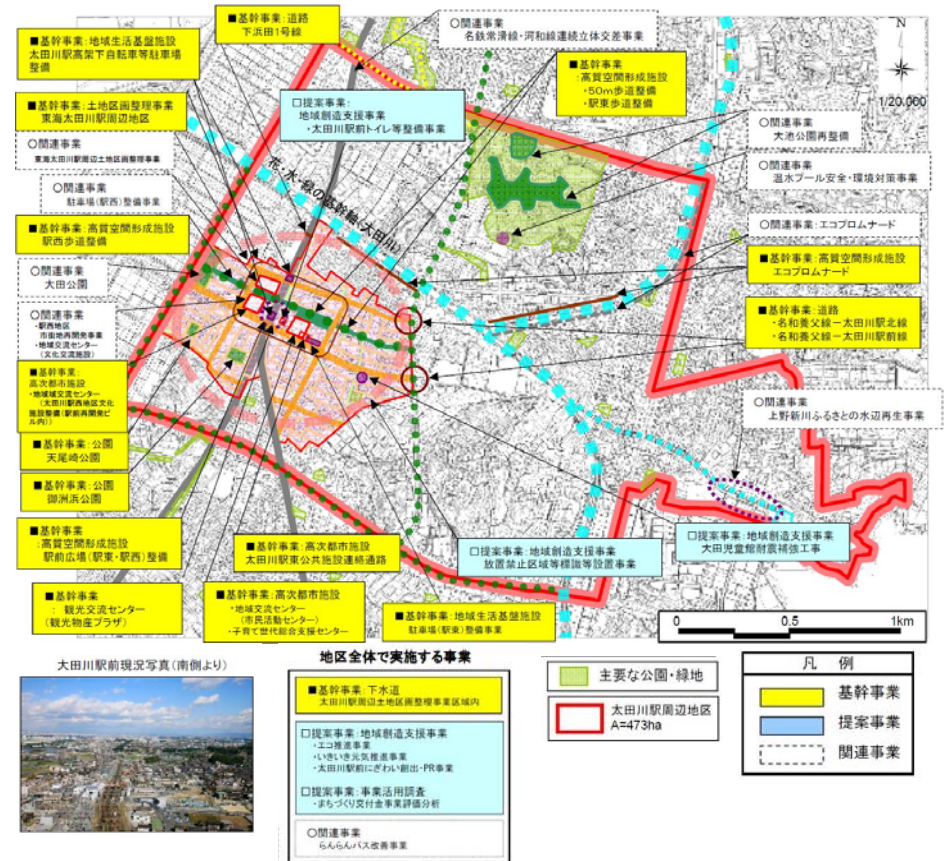 ■基幹事業:地域生活基盤施設
太田川駅高架下自転車等駐車場
整備
■基幹事業:道路
下浜田1号線
○関連事業
名鉄常滑線・河和線連続立体交差事業
■基幹事業:
高質空間形成施設
・50m歩道整備
・駅東歩道整備
N
1/20,000
■基幹事業:土地区画整理事業
東海太田川駅周辺地区
□提案事業:
地域創造支援事業
・太田川駅前トイレ等整備事業
○関連事業
大池公園再整備
○関連事業
東海太田川駅周辺土地区画整理事業
○関連事業
温水プール安全・環境対策事業
○関連事業
駐車場(駅西)整備事業
花・水・緑の基幹軸(大田川)
○関連事業:エコプロムナード
■基幹事業:高質空間形成施設
駅西歩道整備
■基幹事業:高質空間形成施設
エコプロムナード
○関連事業
大田公園
■基幹事業:道路
・名和養父線ー太田川駅北線
・名和養父線ー太田川駅前線
○関連事業
・駅西地区
市街地再開発事業
・地域交流センター
(文化交流施設)
■基幹事業:
高次都市施設
・地域域交流センター
(太田川駅西地区文化
施設整備(駅前再開発ビ
ル内))
○関連事業
上野新川ふるさとの水辺再生事業
■基幹事業:公園
天尾崎公園
■基幹事業:公園
御洲浜公園
■基幹事業
:高質空間形成施設
駅前広場(駅東・駅西)整備
■基幹事業:高次都市施設
太田川駅東公共施設連絡通路
□提案事業:地域創造支援事業
放置禁止区域等標識等設置事業
□提案事業:地域創造支援事業
大田児童館耐震補強工事
■基幹事業
:観光交流センター
(観光物産プラザ)
■基幹事業:高次都市施設
・地域交流センター
(市民活動センター)
・子育て世代総合支援センター
■基幹事業:地域生活基盤施設
駐車場(駅東)整備事業
0 0.5 1km
大田川駅前現況写真(南側より)
地区全体で実施する事業
■基幹事業:下水道
太田川駅周辺土地区画整理事業区域内
□提案事業:地域創造支援事業
・エコ推進事業
・いきいき元気推進事業
・太田川駅前にぎわい創出・PR事業
□提案事業:事業活用調査
・まちづくり交付金事業評価分析
○関連事業
らんらんバス改善事業
主要な公園・緑地
太田川駅周辺地区
A=473ha
凡 例
基幹事業
提案事業
関連事業